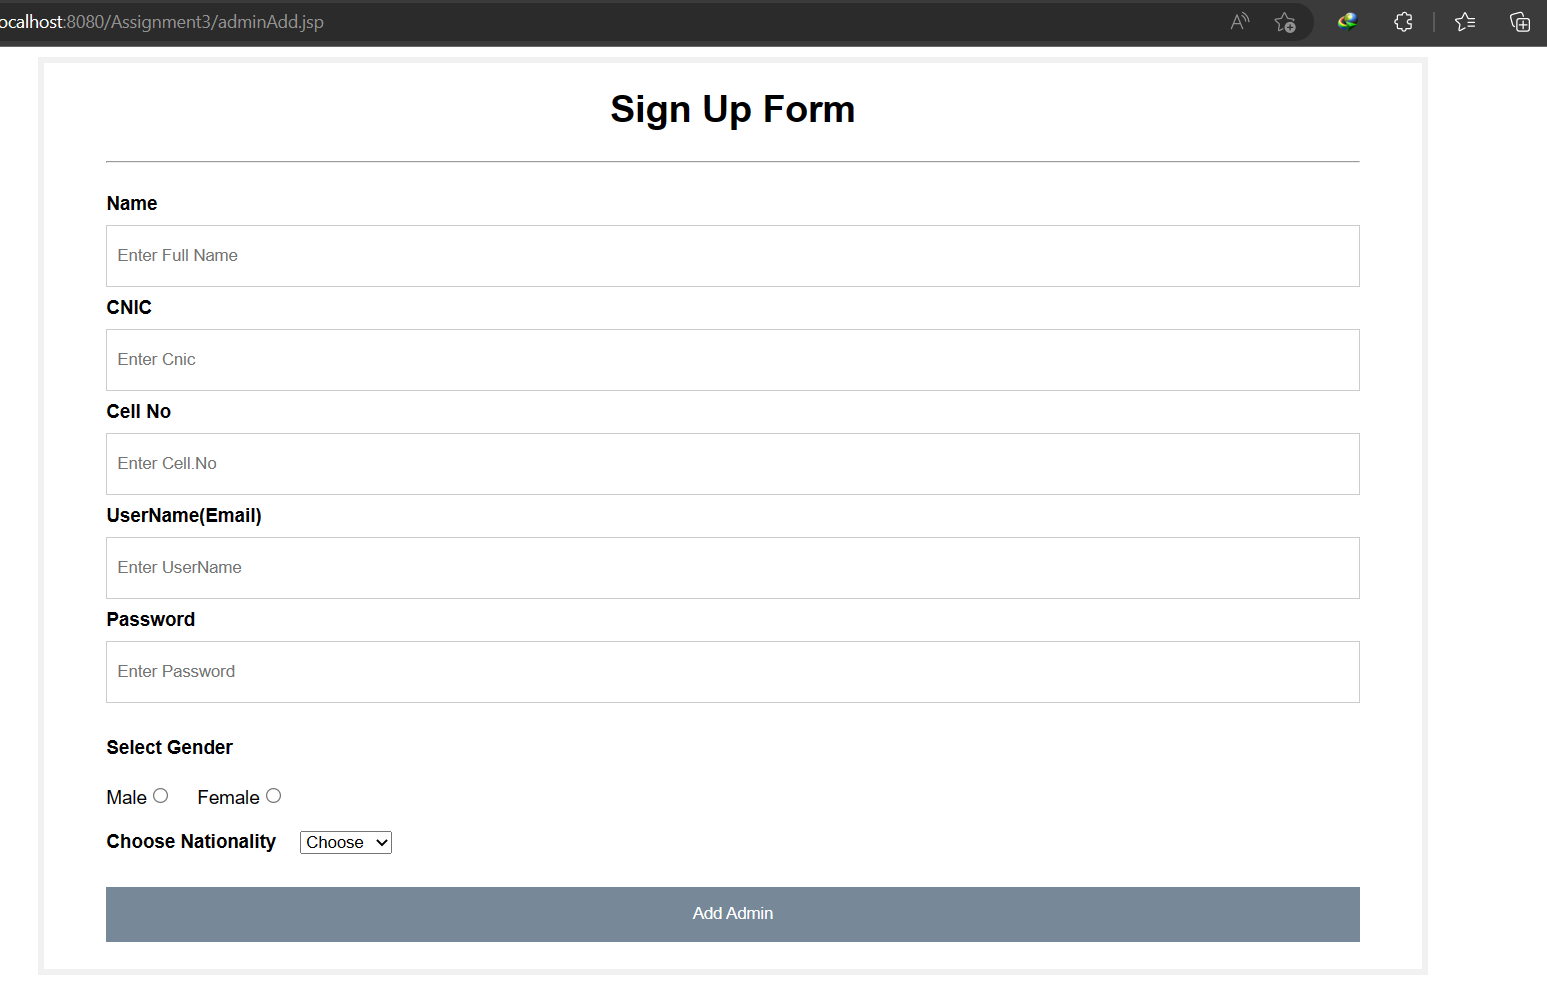 ocalhost:8080/Assignment3/adminAdd.jsp
Sign Up Form
Name
Enter Full Name
CNIC
Enter Cnic
Cell No
Enter Cell.No
UserName(Email)
Enter UserName
Password
Enter Password
Select Gender
Male Female
Choose Nationality Choose
Add Admin